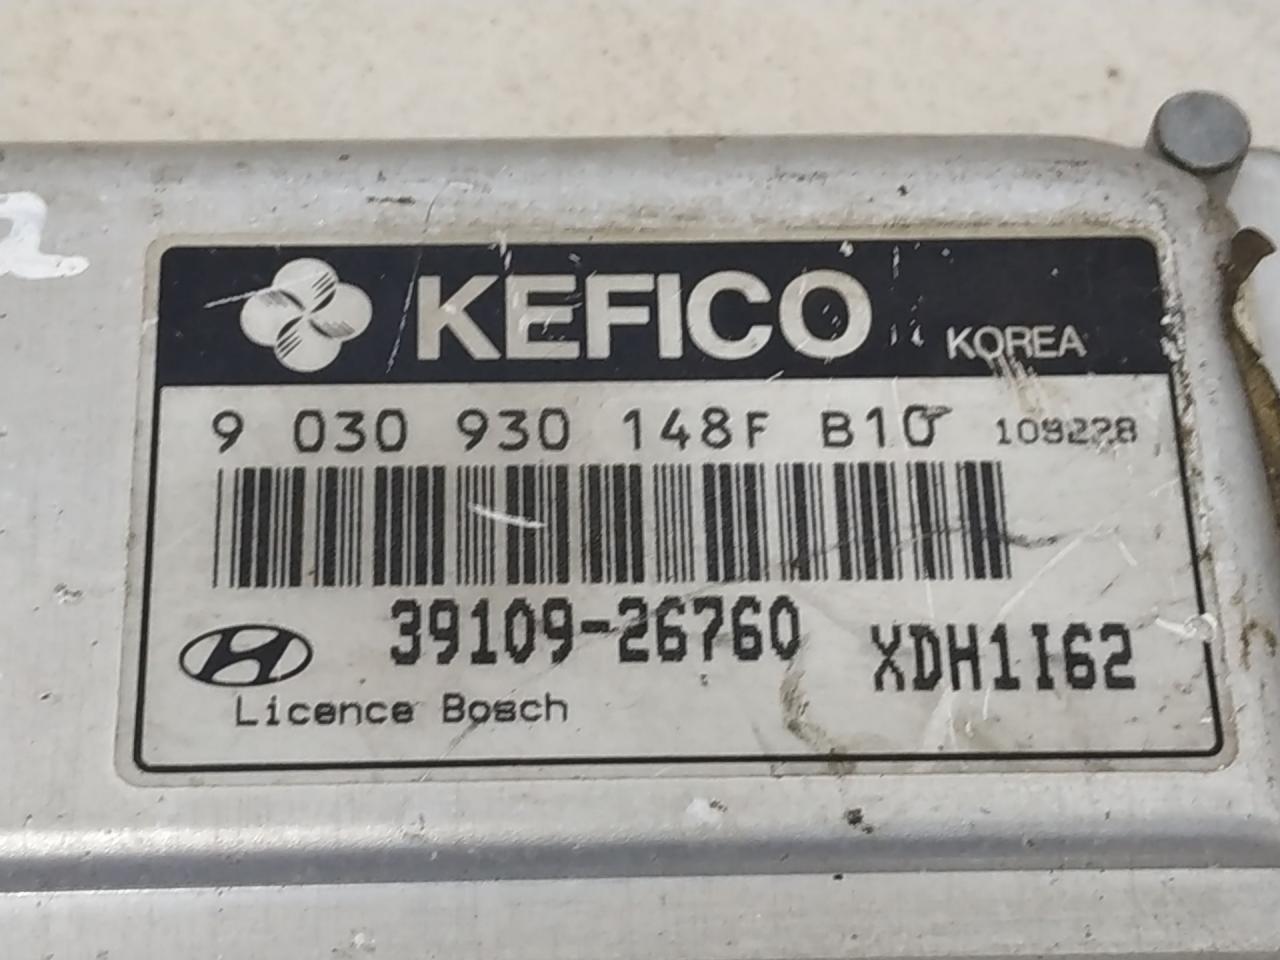 KEFICO KOREA
9 030 930 148F B10 109228
39109-26760 XDH1I62
Licence Bosch